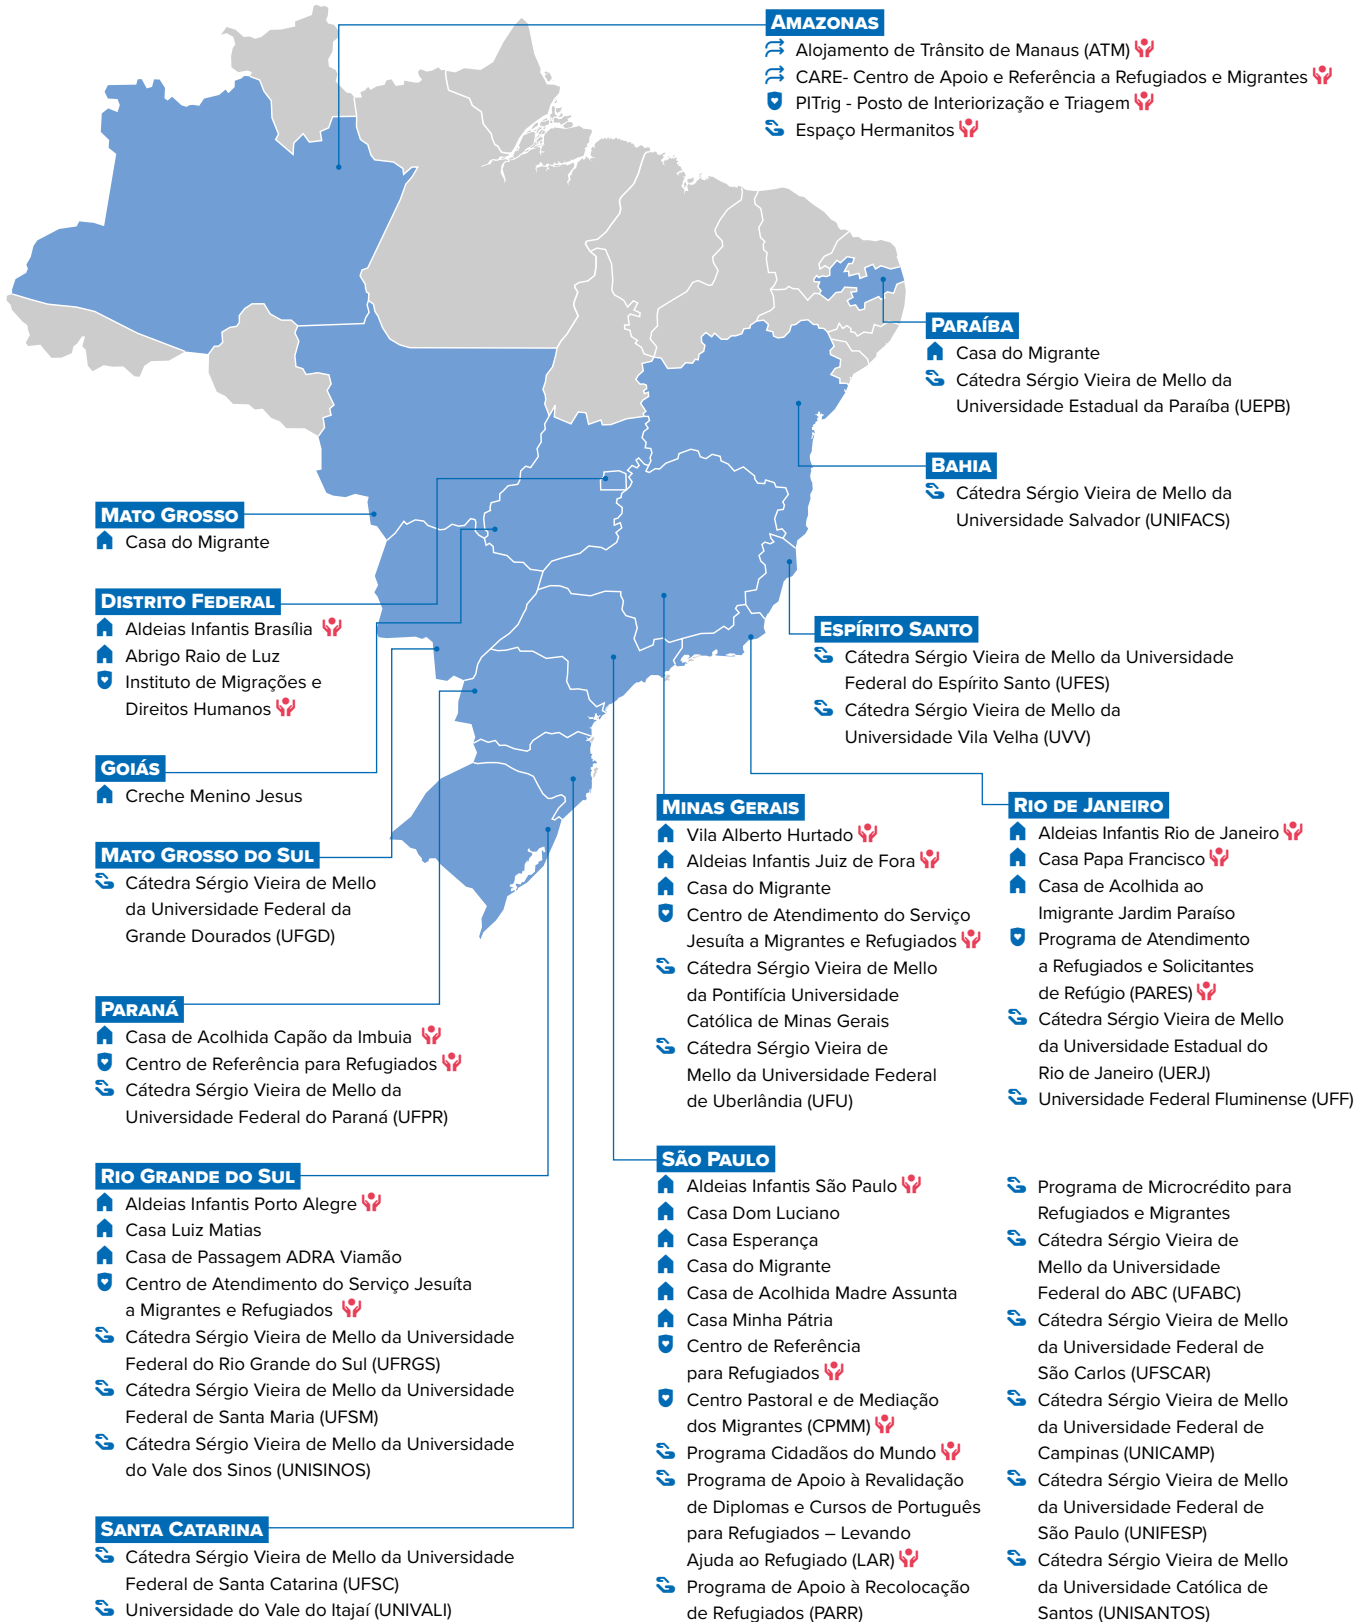 AMAZONAS
Alojamento de Trânsito de Manaus (ATM)
CARE- Centro de Apoio e Referência a Refugiados e Migrantes
PITrig - Posto de Interiorização e Triagem
Espaço Hermanitos
PARAÍBA
Casa do Migrante
Cátedra Sérgio Vieira de Mello da
Universidade Estadual da Paraíba (UEPB)
BAHIA
Cátedra Sérgio Vieira de Mello da
Universidade Salvador (UNIFACS)
MATO GROSSO
Casa do Migrante
DISTRITO FEDERAL
Aldeias Infantis Brasília
Abrigo Raio de Luz
Instituto de Migrações e
Direitos Humanos
ESPÍRITO SANTO
Cátedra Sérgio Vieira de Mello da Universidade
Federal do Espírito Santo (UFES)
Cátedra Sérgio Vieira de Mello da
Universidade Vila Velha (UVV)
GOIÁS
Creche Menino Jesus
MATO GROSSO DO SUL
Cátedra Sérgio Vieira de Mello
da Universidade Federal da
Grande Dourados (UFGD)
PARANÁ
Casa de Acolhida Capão da Imbuia
Centro de Referência para Refugiados
Cátedra Sérgio Vieira de Mello da
Universidade Federal do Paraná (UFPR)
RIO GRANDE DO SUL
Aldeias Infantis Porto Alegre
Casa Luiz Matias
Casa de Passagem ADRA Viamão
Centro de Atendimento do Serviço Jesuíta
a Migrantes e Refugiados
Cátedra Sérgio Vieira de Mello da Universidade
Federal do Rio Grande do Sul (UFRGS)
Cátedra Sérgio Vieira de Mello da Universidade
Federal de Santa Maria (UFSM)
Cátedra Sérgio Vieira de Mello da Universidade
do Vale dos Sinos (UNISINOS)
SANTA CATARINA
Cátedra Sérgio Vieira de Mello da Universidade
Federal de Santa Catarina (UFSC)
Universidade do Vale do Itajaí (UNIVALI)
MINAS GERAIS
Vila Alberto Hurtado
Aldeias Infantis Juiz de Fora
Casa do Migrante
Centro de Atendimento do Serviço
Jesuíta a Migrantes e Refugiados
Cátedra Sérgio Vieira de Mello
da Pontifícia Universidade
Católica de Minas Gerais
Cátedra Sérgio Vieira de
Mello da Universidade Federal
de Uberlândia (UFU)
RIO DE JANEIRO
Aldeias Infantis Rio de Janeiro
Casa Papa Francisco
Casa de Acolhida ao
Imigrante Jardim Paraíso
Programa de Atendimento
a Refugiados e Solicitantes
de Refúgio (PARES)
Cátedra Sérgio Vieira de Mello
da Universidade Estadual do
Rio de Janeiro (UERJ)
Universidade Federal Fluminense (UFF)
SÃO PAULO
Aldeias Infantis São Paulo
Casa Dom Luciano
Casa Esperança
Casa do Migrante
Casa de Acolhida Madre Assunta
Casa Minha Pátria
Centro de Referência
para Refugiados
Centro Pastoral e de Mediação
dos Migrantes (CPMM)
Programa Cidadãos do Mundo
Programa de Apoio à Revalidação
de Diplomas e Cursos de Português
para Refugiados – Levando
Ajuda ao Refugiado (LAR)
Programa de Apoio à Recolocação
de Refugiados (PARR)
Programa de Microcrédito para
Refugiados e Migrantes
Cátedra Sérgio Vieira de
Mello da Universidade
Federal do ABC (UFABC)
Cátedra Sérgio Vieira de Mello
da Universidade Federal de
São Carlos (UFSCAR)
Cátedra Sérgio Vieira de Mello
da Universidade Federal de
Campinas (UNICAMP)
Cátedra Sérgio Vieira de Mello
da Universidade Federal de
São Paulo (UNIFESP)
Cátedra Sérgio Vieira de Mello
da Universidade Católica de
Santos (UNISANTOS)